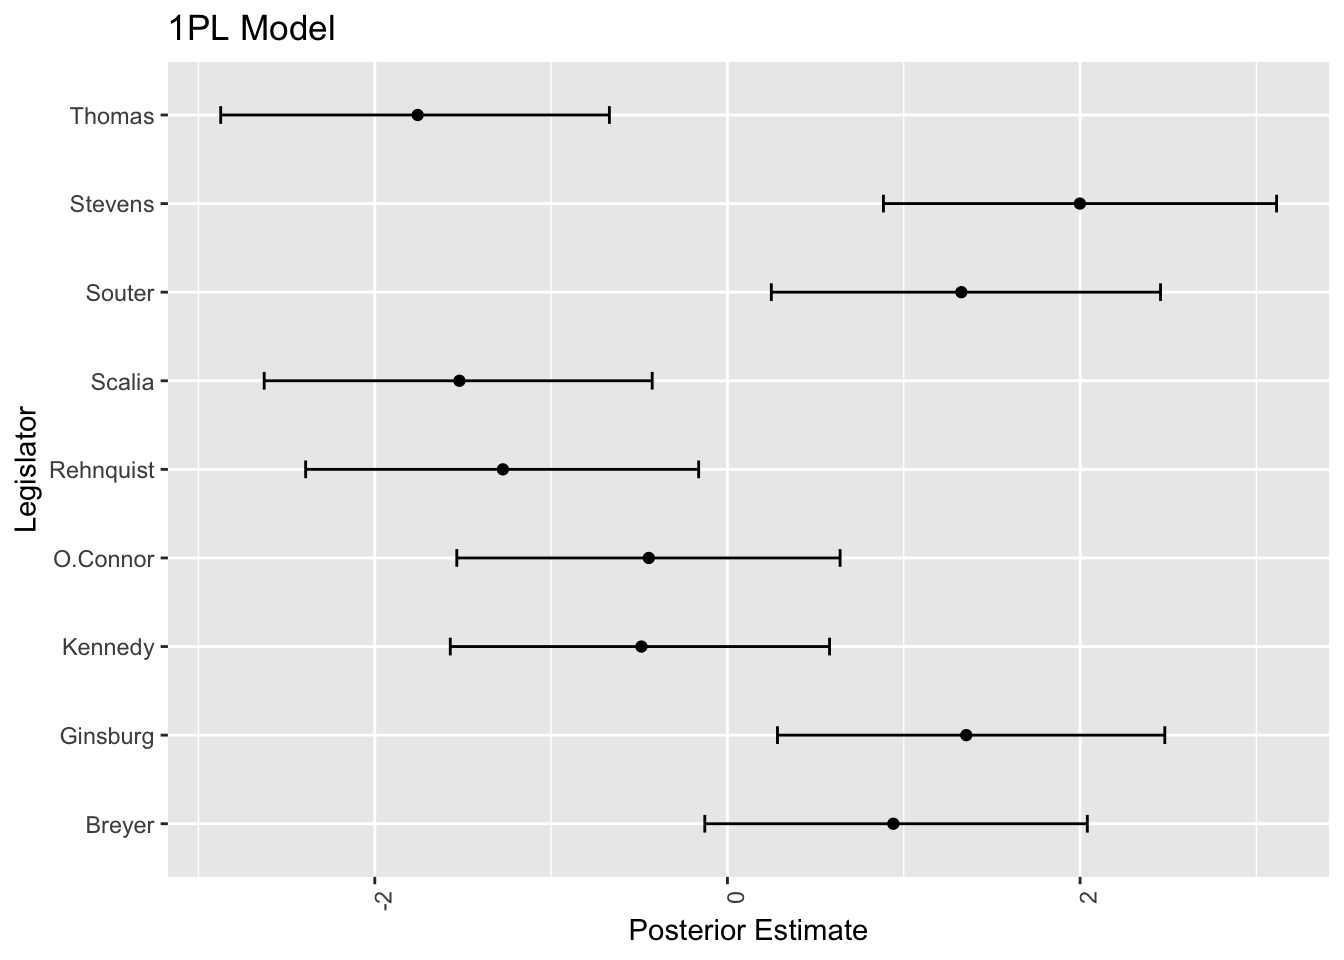 1PL Model
Thomas
Stevens
Souter
Scalia
Rehnquist
O.Connor
Kennedy
Ginsburg
Breyer
Legislator
-2
0
2
Posterior Estimate